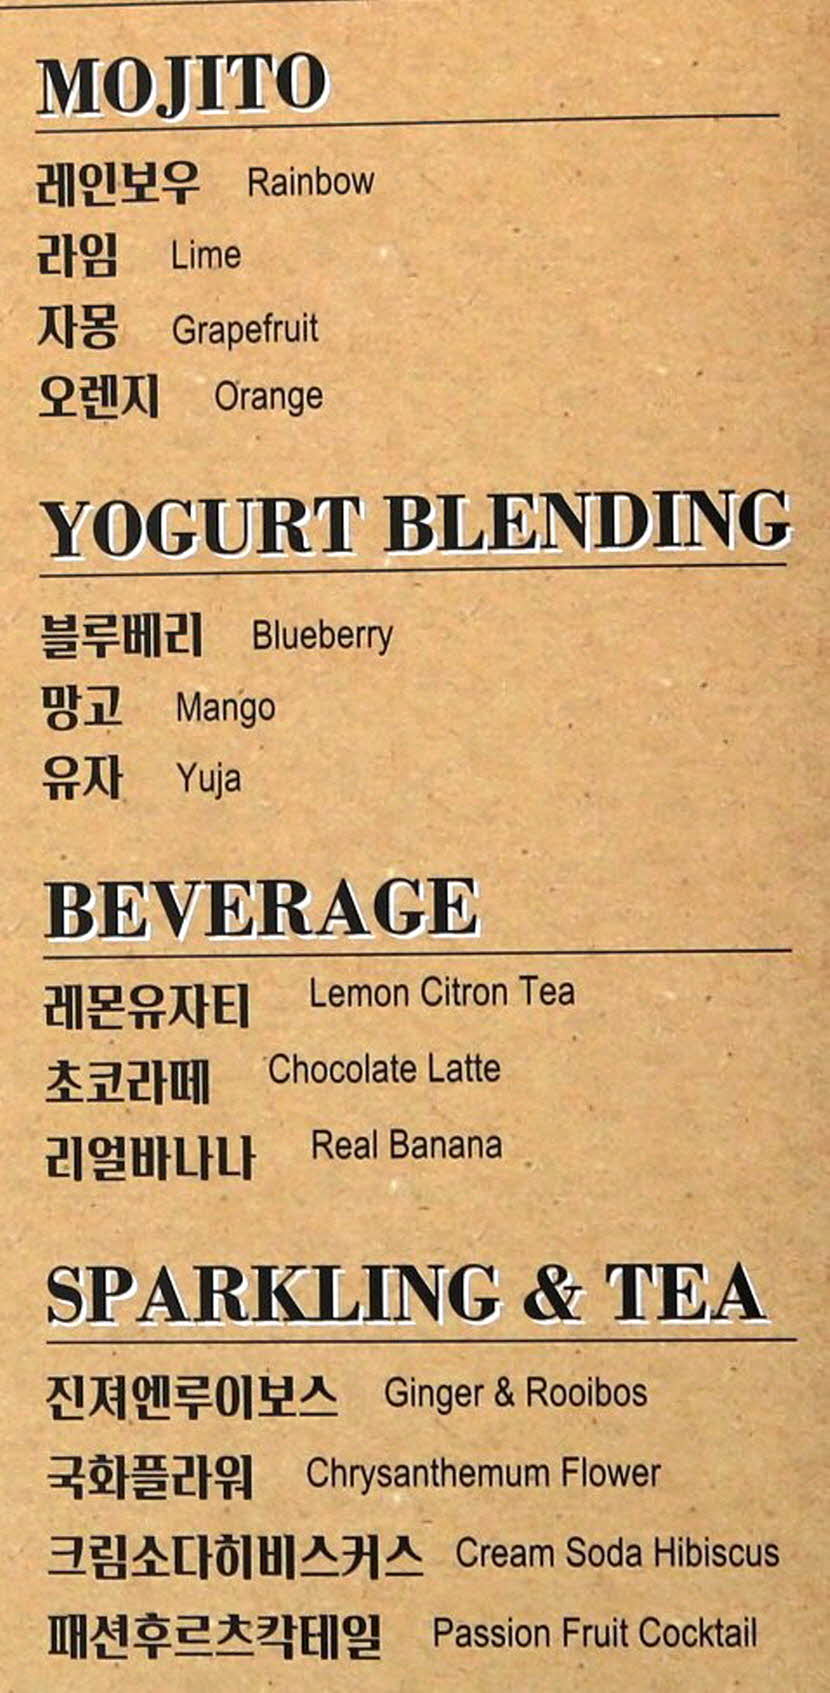 MOJITO
레인보우 Rainbow
라임 Lime
자몽 Grapefruit
오렌지 Orange
YOGURT BLENDING
블루베리 Blueberry
망고 Mango
유자 Yuja
BEVERAGE
레몬유자티 Lemon Citron Tea
초코라떼 Chocolate Latte
리얼바나나 Real Banana
SPARKLING & TEA
진져엔루이보스 Ginger & Rooibos
국화플라워 Chrysanthemum Flower
크림소다히비스커스 Cream Soda Hibiscus
패션후르츠칵테일 Passion Fruit Cocktail